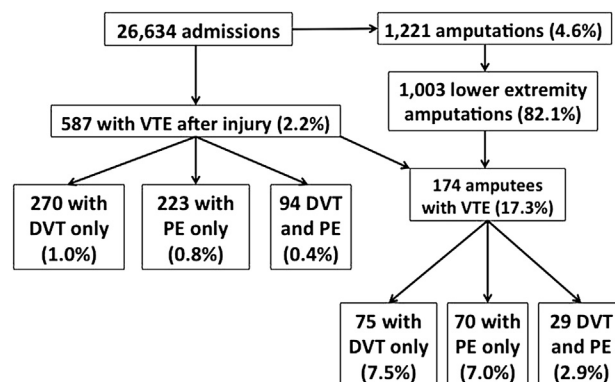 26,634 admissions
1,221 amputations (4.6%)
1,003 lower extremity
amputations (82.1%)
587 with VTE after injury (2.2%)
174 amputees
with VTE (17.3%)
270 with
DVT only
(1.0%)
223 with
PE only
(0.8%)
94 DVT
and PE
(0.4%)
75 with
DVT only
(7.5%)
70 with
PE only
(7.0%)
29 DVT
and PE
(2.9%)